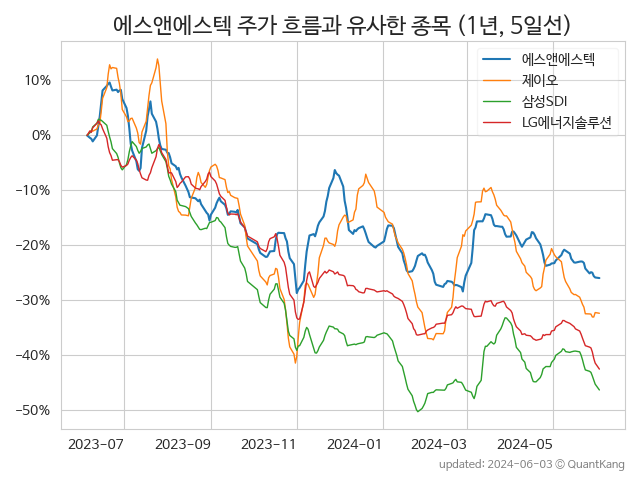 에스앤에스텍 주가 흐름과 유사한 종목 (1년, 5일선)
에스앤에스텍
제이오
삼성SDI
LG에너지솔루션
10%
0%
−10%
−20%
−30%
−40%
−50%
2023-07
2023-09
2023-11
2024-01
2024-03
2024-05
updated: 2024-06-03 © QuantKang